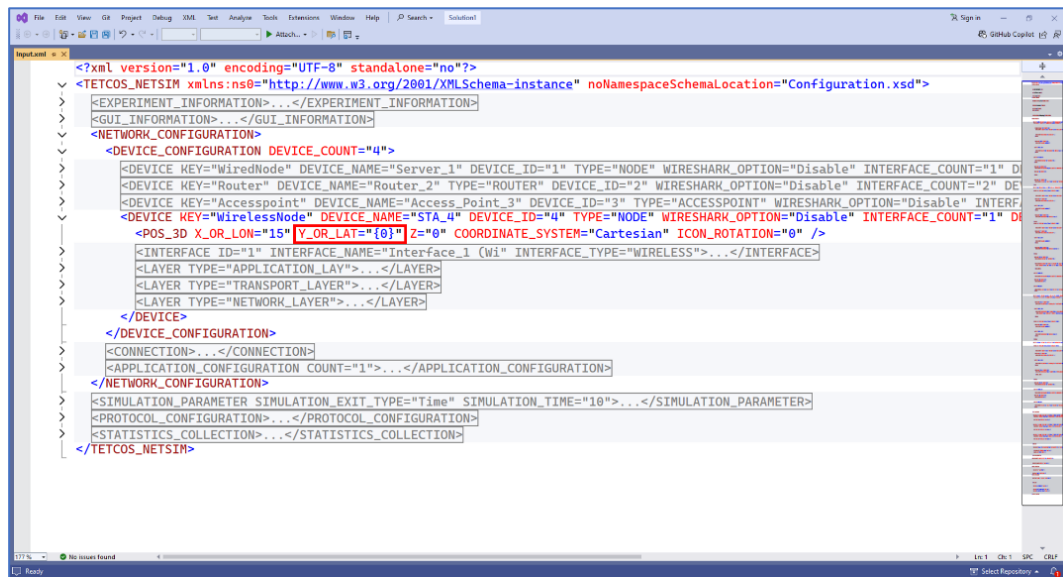 File Edit View Git Project Debug XML Test Analyze Tools Extensions Window Help Search Solution1 Sign in
Attach... GitHub Copilot
Input.xml
<?xml version="1.0" encoding="UTF-8" standalone="no"?>
<TETCOS_NETSIM xmlns:ns0="http://www.w3.org/2001/XMLSchema-instance" noNamespaceSchemaLocation="Configuration.xsd">
<EXPERIMENT_INFORMATION>...</EXPERIMENT_INFORMATION>
<GUI_INFORMATION>...</GUI_INFORMATION>
<NETWORK_CONFIGURATION>
<DEVICE_CONFIGURATION DEVICE_COUNT="4">
<DEVICE KEY="WiredNode" DEVICE_NAME="Server_1" DEVICE_ID="1" TYPE="NODE" WIRESHARK_OPTION="Disable" INTERFACE_COUNT="1" D
<DEVICE KEY="Router" DEVICE_NAME="Router_2" TYPE="ROUTER" DEVICE_ID="2" WIRESHARK_OPTION="Disable" INTERFACE_COUNT="2" DE
<DEVICE KEY="Accesspoint" DEVICE_NAME="Access_Point_3" DEVICE_ID="3" TYPE="ACCESSPOINT" WIRESHARK_OPTION="Disable" INTERFA
<DEVICE KEY="WirelessNode" DEVICE_NAME="STA_4" DEVICE_ID="4" TYPE="NODE" WIRESHARK_OPTION="Disable" INTERFACE_COUNT="1" DE
<POS_3D X_OR_LON="15" Y_OR_LAT="{0}" Z="0" COORDINATE_SYSTEM="Cartesian" ICON_ROTATION="0" />
<INTERFACE ID="1" INTERFACE_NAME="Interface_1 (Wi" INTERFACE_TYPE="WIRELESS">...</INTERFACE>
<LAYER TYPE="APPLICATION_LAY">...</LAYER>
<LAYER TYPE="TRANSPORT_LAYER">...</LAYER>
<LAYER TYPE="NETWORK_LAYER">...</LAYER>
</DEVICE>
</DEVICE_CONFIGURATION>
<CONNECTION>...</CONNECTION>
<APPLICATION_CONFIGURATION COUNT="1">...</APPLICATION_CONFIGURATION>
</NETWORK_CONFIGURATION>
<SIMULATION_PARAMETER SIMULATION_EXIT_TYPE="Time" SIMULATION_TIME="10">...</SIMULATION_PARAMETER>
<PROTOCOL_CONFIGURATION>...</PROTOCOL_CONFIGURATION>
<STATISTICS_COLLECTION>...</STATISTICS_COLLECTION>
</TETCOS_NETSIM>
177 % No issues found Ln: 1 Ch: 1 SPC CRLF
Ready Select Repository